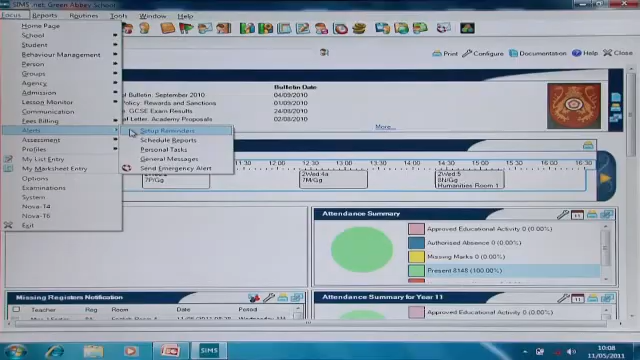 SIMS .net: Green Abbey School
Focus Reports Routines Tools Window Help
Print Configure Documentation Help Close
Home Page
School
Student
Behaviour Management
Person
Groups
Agency
Admission
Lesson Monitor
Communication
Fees Billing
Alerts
Assessment
Profiles
My List Entry
My Marksheet Entry
Options
Examinations
System
Nova-T4
Nova-T6
Exit
Setup Reminders
Schedule Reports
Personal Tasks
General Messages
Send Emergency Alert
Bulletin Date
Bulletin: September 2010 04/09/2010
Policy: Rewards and Sanctions 02/09/2010
GCSE Exam Results
of Letter: Academy Proposals 02/08/2010
More...
11:30 12:00 12:30 13:00 13:30 14:00 14:30 15:00 15:30 16:00 16:30
2Wed 4a
7P/Gg
2Wed 5
8N/Gg
Humanities Room 1
Attendance Summary
Approved Educational Activity 0 (0.00%)
Authorised Absence 0 (0.00%)
Missing Marks 0 (0.00%)
Present 8148 (100.00%)
Missing Registers Notification
Teacher Reg Room Period
Attendance Summary for Year 11
Approved Educational Activity 0 (0.00%)
SIMS
10:08
11/05/2011